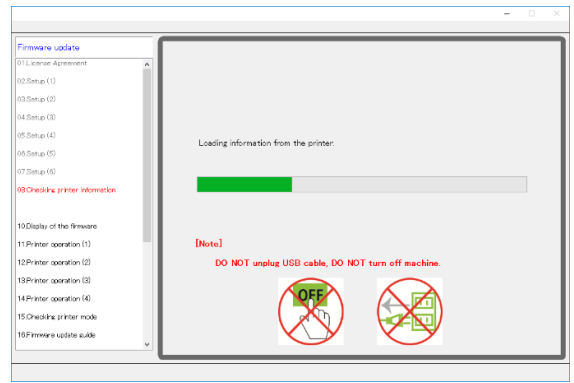 Firmware update
01.License Agreement
02.Setup (1)
03.Setup (2)
04.Setup (3)
05.Setup (4)
06.Setup (5)
07.Setup (6)
08.Checking printer information
10.Display of the firmware
11.Printer operation (1)
12.Printer operation (2)
13.Printer operation (3)
14.Printer operation (4)
15.Checking printer mode
16.Firmware update guide
Loading information from the printer.
[Note]
DO NOT unplug USB cable, DO NOT turn off machine.
OFF